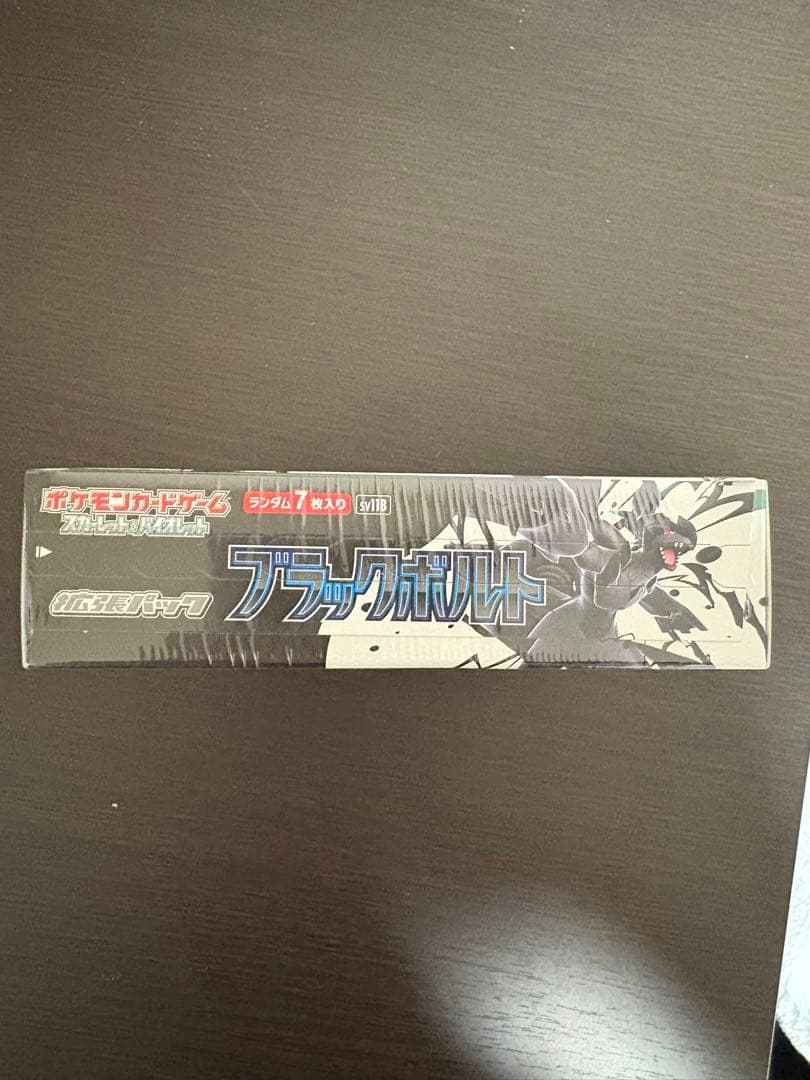 ポケモンカードゲーム
スカーレット&バイオレット
ランダム7枚入り sv11B
拡張パック
ブラックボルト